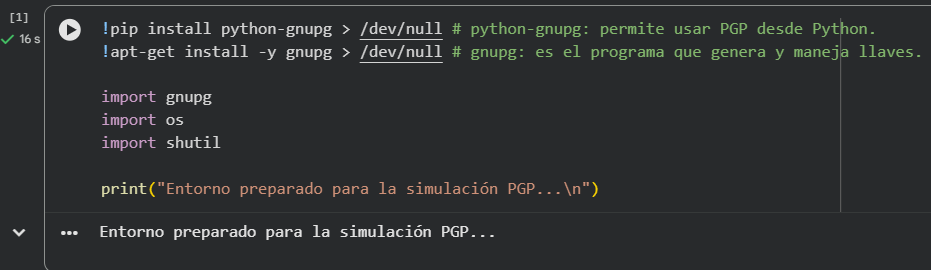 [1]
16 s
!pip install python-gnupg > /dev/null # python-gnupg: permite usar PGP desde Python.
!apt-get install -y gnupg > /dev/null # gnupg: es el programa que genera y maneja llaves.
import gnupg
import os
import shutil
print("Entorno preparado para la simulación PGP...\n")
Entorno preparado para la simulación PGP...